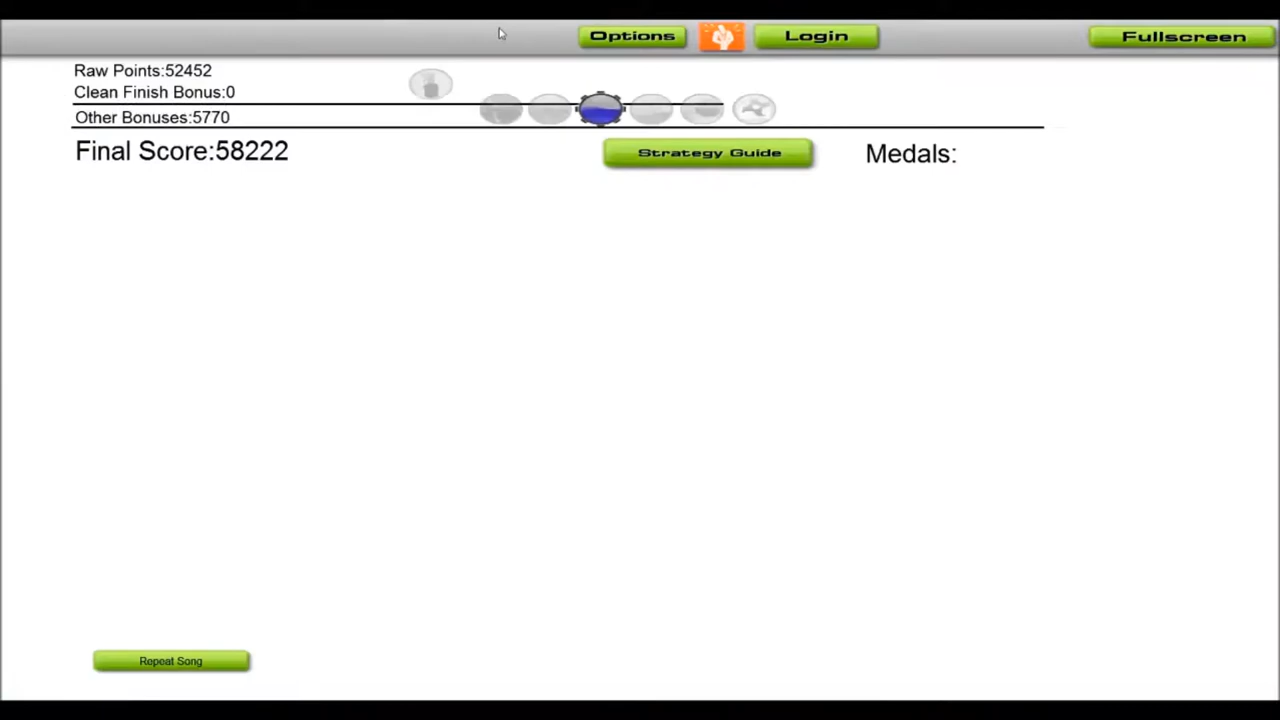 Options
Login
Fullscreen
Raw Points:52452
Clean Finish Bonus:0
Other Bonuses:5770
Final Score:58222
Strategy Guide
Medals:
Repeat Song